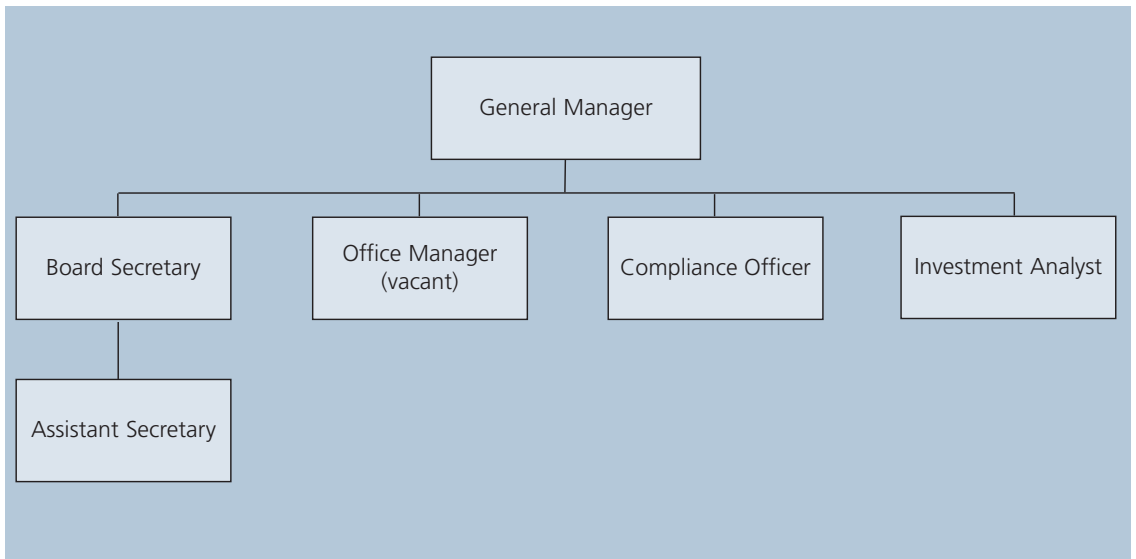 General Manager
Board Secretary
Office Manager
(vacant)
Compliance Officer
Investment Analyst
Assistant Secretary